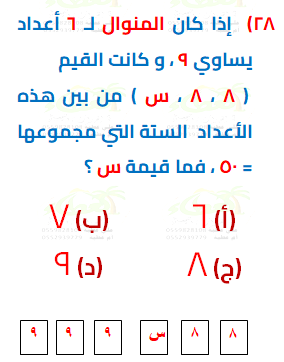 ٢٨) إذا كان المنوال لـ ٦ أعداد
يساوي ٩ ، و كانت القيم
( ٨ ، ٨ ، س ) من بين هذه
الأعداد الستة التي مجموعها
= ٥٠ ، فما قيمة س ؟
(أ) ٦ (ب) ٧
(ج) ٨ (د) ٩
٨ ٨ س ٩ ٩ ٩